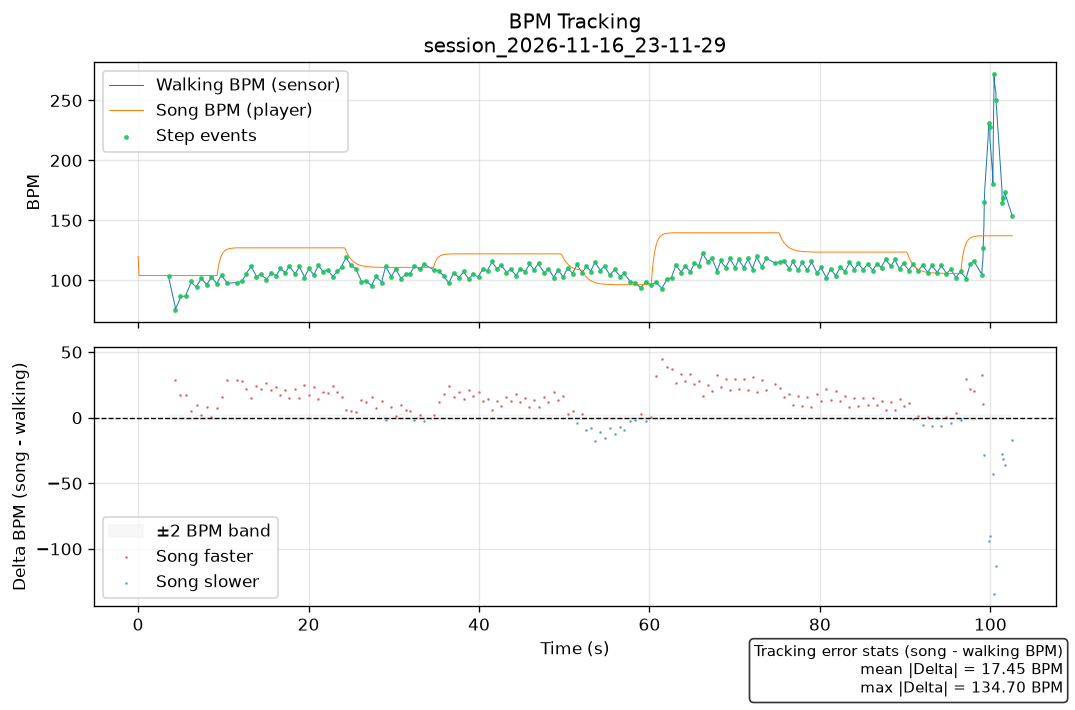 BPM Tracking
session_2026-11-16_23-11-29
BPM
250
200
150
100
Walking BPM (sensor)
Song BPM (player)
Step events
Delta BPM (song - walking)
50
0
−50
−100
±2 BPM band
Song faster
Song slower
0
20
40
60
80
100
Time (s)
Tracking error stats (song - walking BPM)
mean |Delta| = 17.45 BPM
max |Delta| = 134.70 BPM